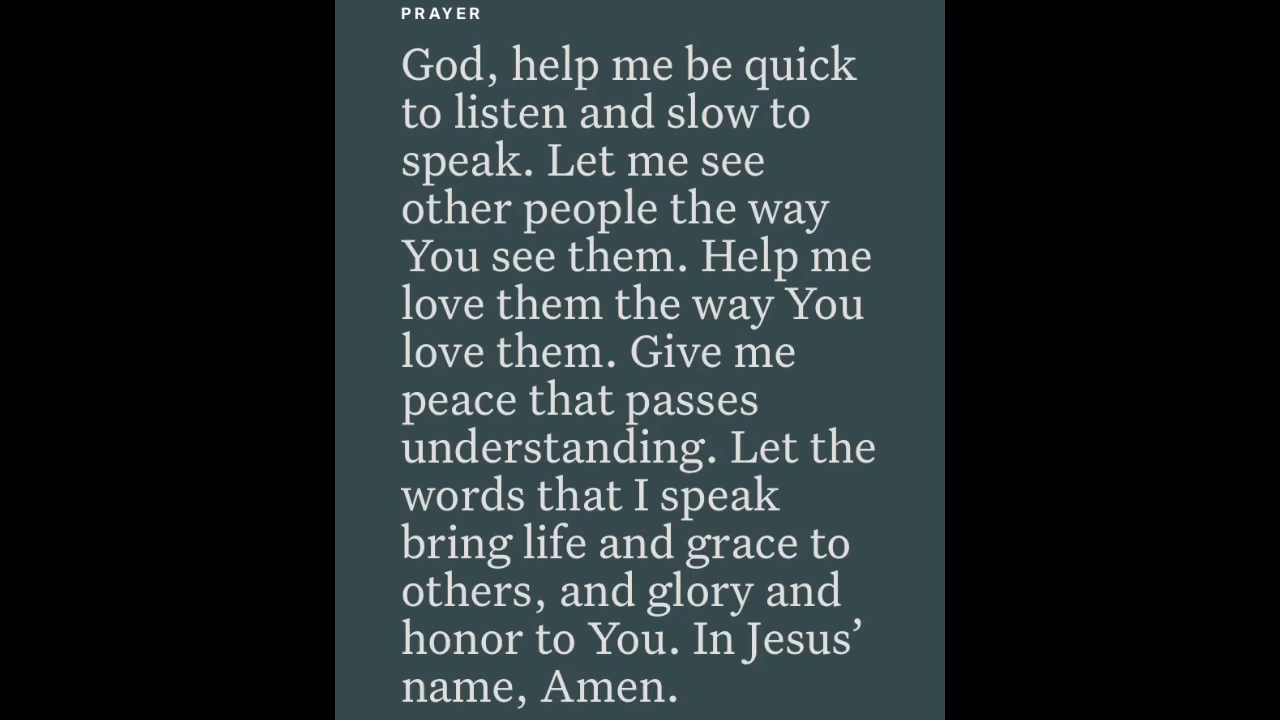 PRAYER
God, help me be quick
to listen and slow to
speak. Let me see
other people the way
You see them. Help me
love them the way You
love them. Give me
peace that passes
understanding. Let the
words that I speak
bring life and grace to
others, and glory and
honor to You. In Jesus’
name, Amen.